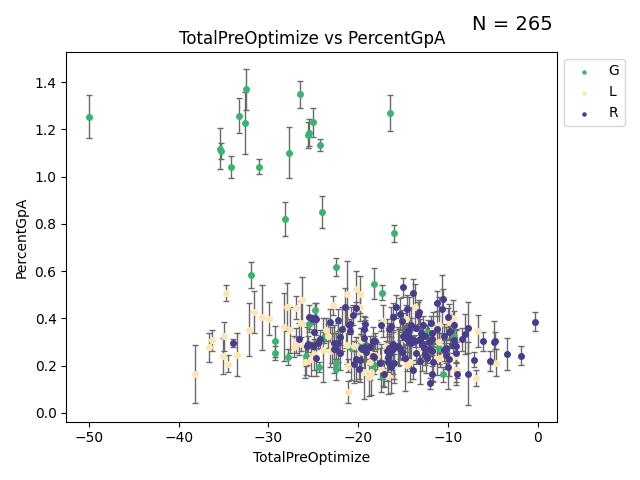 N = 265
TotalPreOptimize vs PercentGpA
G
L
R
PercentGpA
1.4
1.2
1.0
0.8
0.6
0.4
0.2
0.0
−50
−40
−30
−20
−10
0
TotalPreOptimize